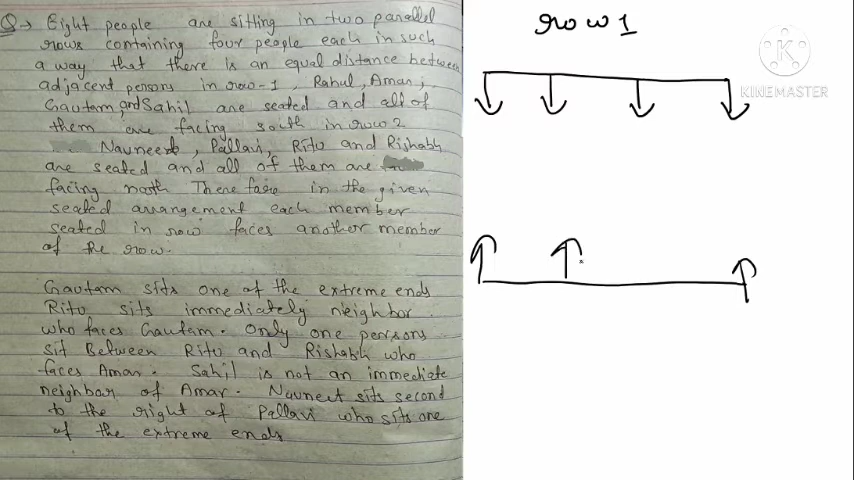 Q→ Eight people are sitting in two parallel
rows containing four people each in such
a way that there is an equal distance between
adjacent persons in row-1, Rahul, Aman,
Gautam, and Sahil are seated and all of
them are facing south in row 2
Navneet, Pallavi, Ritu and Rishabh
are seated and all of them are
facing north There fore in the given
seated arrangement each member
seated in row faces another member
of the row.
Gautam sits one of the extreme ends
Ritu sits immediately neighbor
who faces Gautam. Only one persons
sit Between Ritu and Rishabh who
faces Aman. Sahil is not an immediate
neighbar of Amar. Navneet sits second
to the right of Pallavi who sits one
of the extreme ends
row 1
KINEMASTER